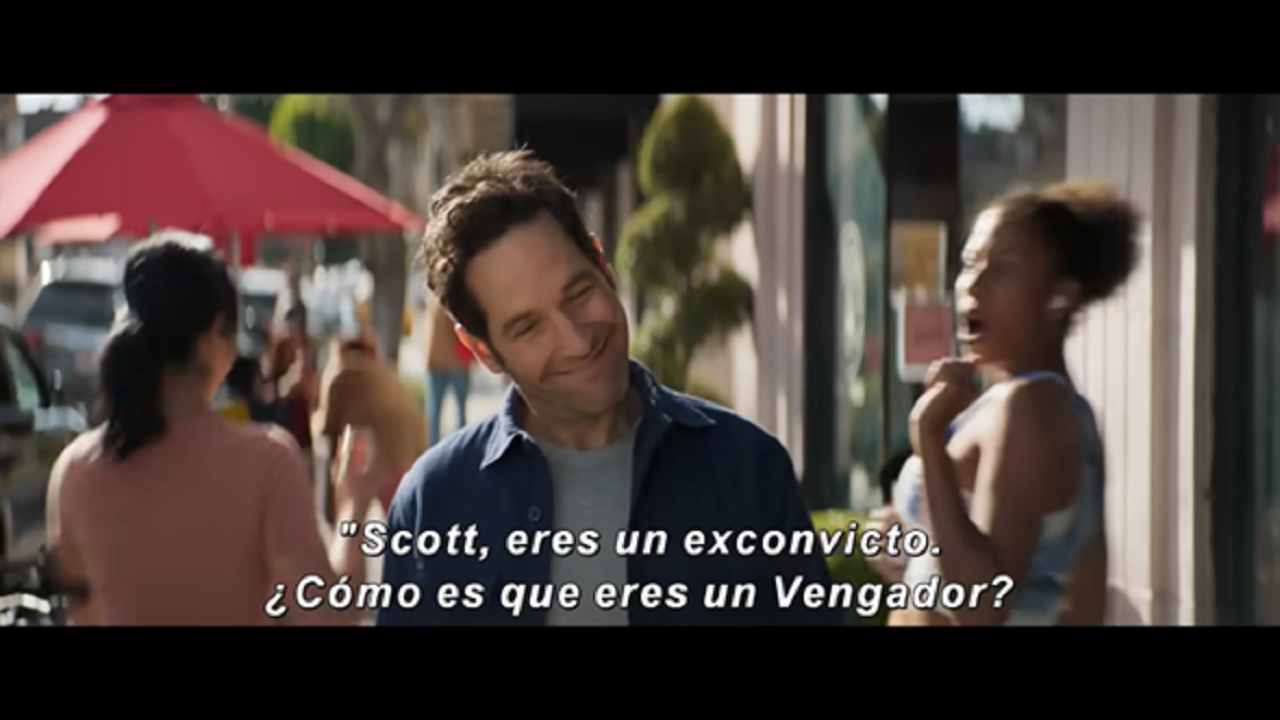 "Scott, eres un exconvicto.
¿Cómo es que eres un Vengador?